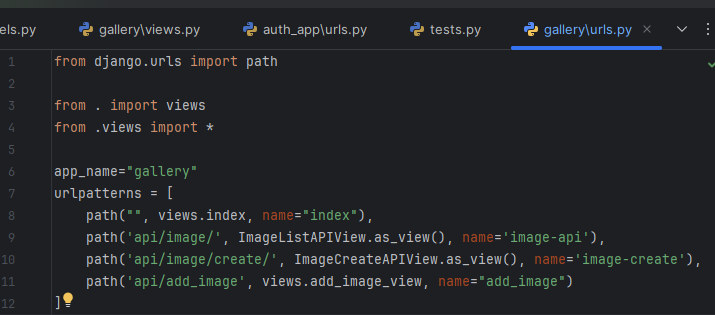 els.py gallery\views.py auth_app\urls.py tests.py gallery\urls.py
1 from django.urls import path
2
3 from . import views
4 from .views import *
5
6 app_name="gallery"
7 urlpatterns = [
8     path("", views.index, name="index"),
9     path('api/image/', ImageListAPIView.as_view(), name='image-api'),
10     path('api/image/create/', ImageCreateAPIView.as_view(), name='image-create'),
11     path('api/add_image', views.add_image_view, name="add_image")
12 ]